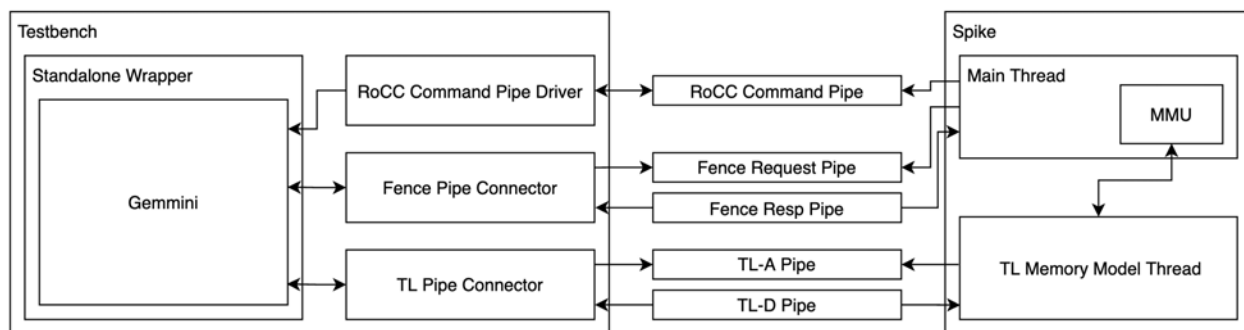 Testbench
Spike
Standalone Wrapper
Main Thread
RoCC Command Pipe Driver
RoCC Command Pipe
MMU
Gemmini
Fence Pipe Connector
Fence Request Pipe
Fence Resp Pipe
TL Pipe Connector
TL-A Pipe
TL-D Pipe
TL Memory Model Thread